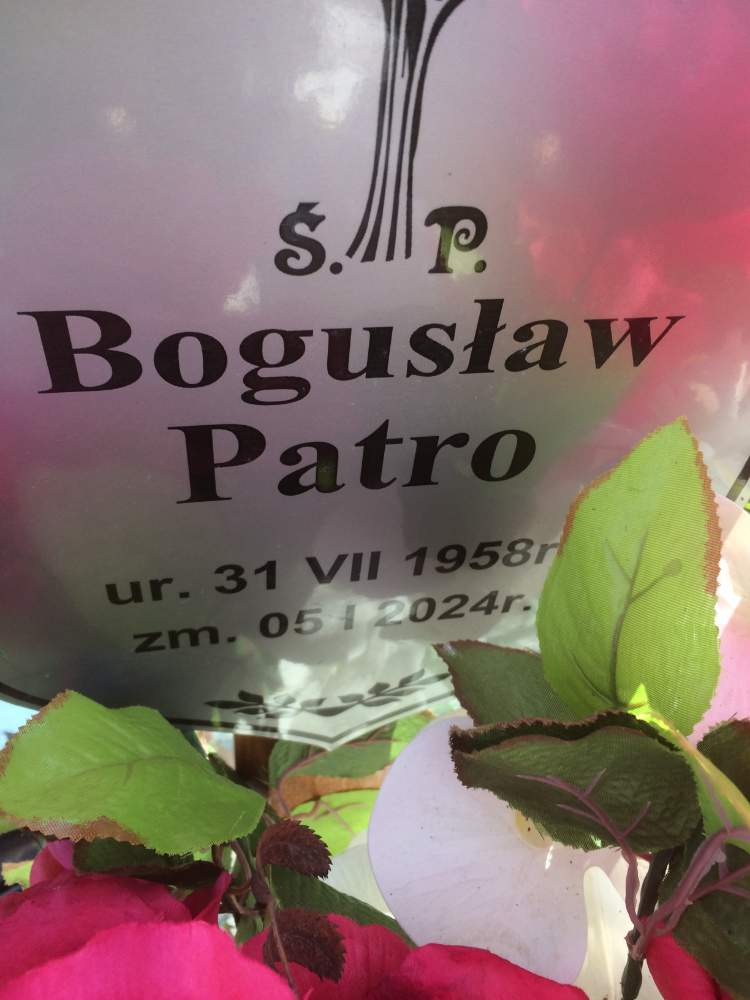 Ś. P.
Bogusław
Patro
ur. 31 VII 1958r
zm. 05 I 2024r.